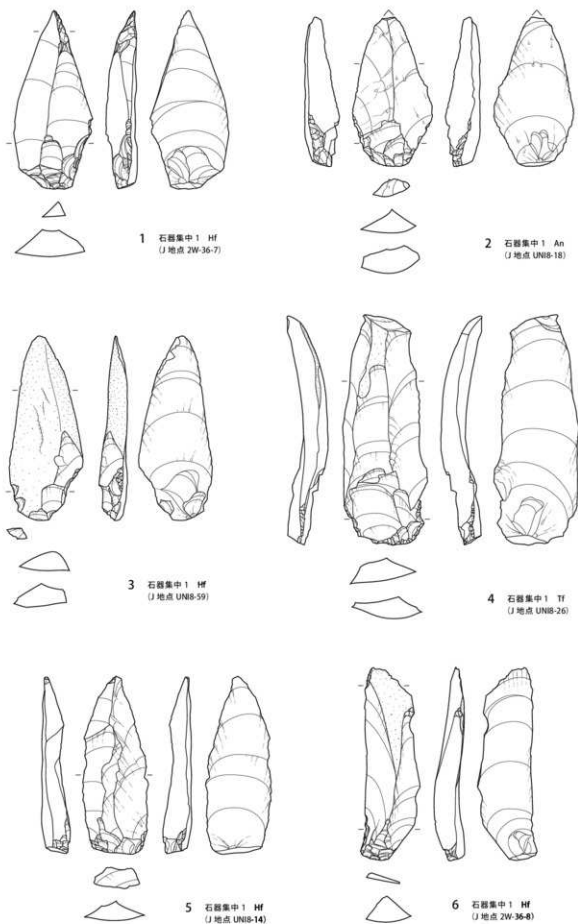 1 石器集中 1 Hf
(J 地点 2W-36-7)
2 石器集中 1 An
(J 地点 UNI8-18)
3 石器集中 1 Hf
(J 地点 UNI8-59)
4 石器集中 1 Tf
(J 地点 UNI8-26)
5 石器集中 1 Hf
(J 地点 UNI8-14)
6 石器集中 1 Hf
(J 地点 2W-36-8)